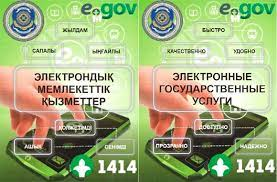 egov
ЖЫЛДАМ
САПАЛЫ ЫҢҒАЙЛЫ
ЭЛЕКТРОНДЫҚ
МЕМЛЕКЕТТІК
ҚЫЗМЕТТЕР
ҚОЛЖЕТІМДІ
АШЫҚ СЕНІМДІ
1414
egov
БЫСТРО
КАЧЕСТВЕННО УДОБНО
ЭЛЕКТРОННЫЕ
ГОСУДАРСТВЕННЫЕ
УСЛУГИ
ДОСТУПНО
ПРОЗРАЧНО НАДЕЖНО
1414